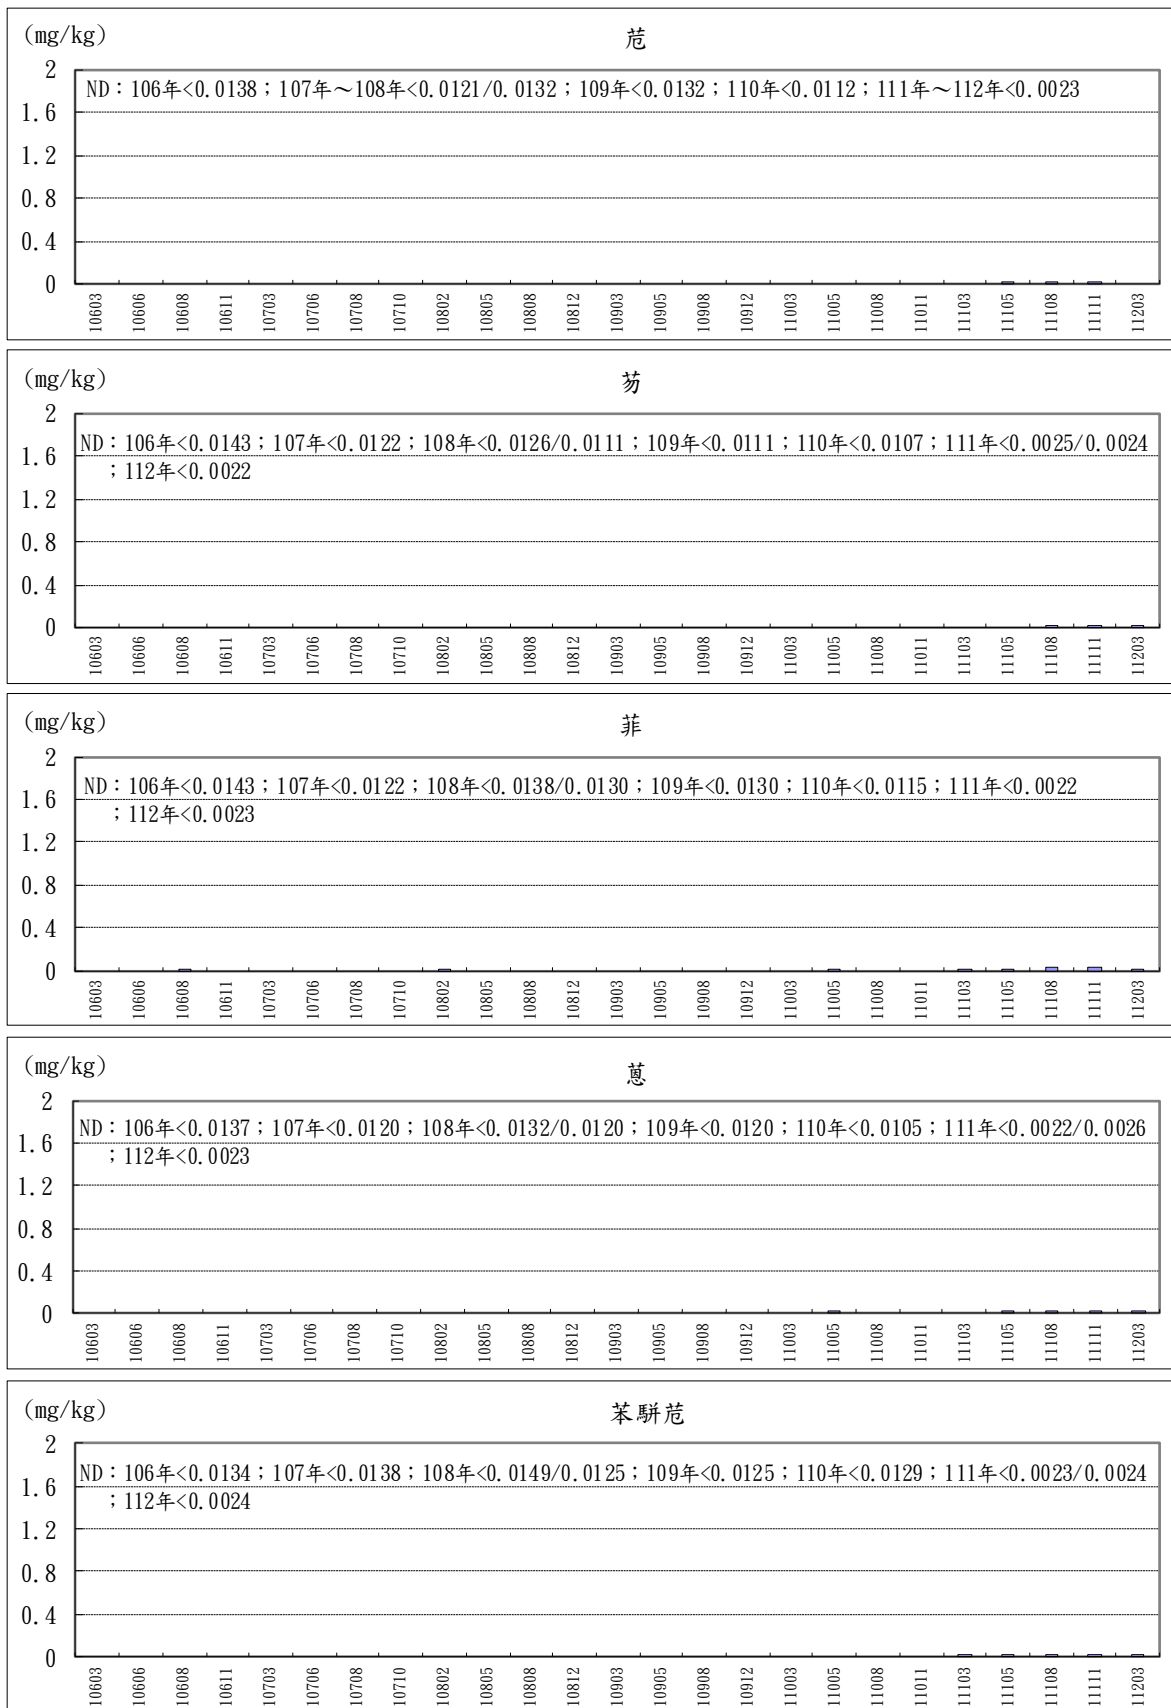 (mg/kg)
苊
2
ND：106年<0.0138；107年～108年<0.0121/0.0132；109年<0.0132；110年<0.0112；111年～112年<0.0023
1.6
1.2
0.8
0.4
0
10603 10606 10608 10611 10703 10706 10708 10710 10802 10805 10808 10812 10903 10905 10908 10912 11003 11005 11008 11011 11103 11105 11108 11111 11203
(mg/kg)
芴
2
ND：106年<0.0143；107年<0.0122；108年<0.0126/0.0111；109年<0.0111；110年<0.0107；111年<0.0025/0.0024
1.6
；112年<0.0022
1.2
0.8
0.4
0
10603 10606 10608 10611 10703 10706 10708 10710 10802 10805 10808 10812 10903 10905 10908 10912 11003 11005 11008 11011 11103 11105 11108 11111 11203
(mg/kg)
菲
2
ND：106年<0.0143；107年<0.0122；108年<0.0138/0.0130；109年<0.0130；110年<0.0115；111年<0.0022
1.6
；112年<0.0023
1.2
0.8
0.4
0
10603 10606 10608 10611 10703 10706 10708 10710 10802 10805 10808 10812 10903 10905 10908 10912 11003 11005 11008 11011 11103 11105 11108 11111 11203
(mg/kg)
蒽
2
ND：106年<0.0137；107年<0.0120；108年<0.0132/0.0120；109年<0.0120；110年<0.0105；111年<0.0022/0.0026
1.6
；112年<0.0023
1.2
0.8
0.4
0
10603 10606 10608 10611 10703 10706 10708 10710 10802 10805 10808 10812 10903 10905 10908 10912 11003 11005 11008 11011 11103 11105 11108 11111 11203
(mg/kg)
苯駢苊
2
ND：106年<0.0134；107年<0.0138；108年<0.0149/0.0125；109年<0.0125；110年<0.0129；111年<0.0023/0.0024
1.6
；112年<0.0024
1.2
0.8
0.4
0
10603 10606 10608 10611 10703 10706 10708 10710 10802 10805 10808 10812 10903 10905 10908 10912 11003 11005 11008 11011 11103 11105 11108 11111 11203